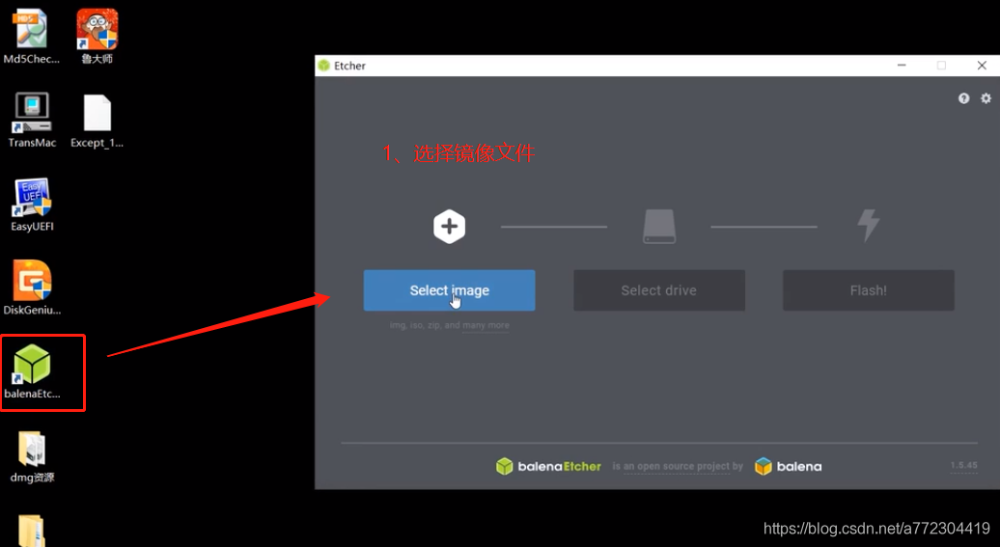 Md5Chec...
鲁大师
TransMac
Except_1...
EasyUEFI
DiskGeniu...
balenaEtc...
dmg资源
Etcher
1、选择镜像文件
Select image
Select drive
Flash!
img, iso, zip, and many more
balenaEtcher is an open source project by balena
1.5.45
https://blog.csdn.net/a772304419